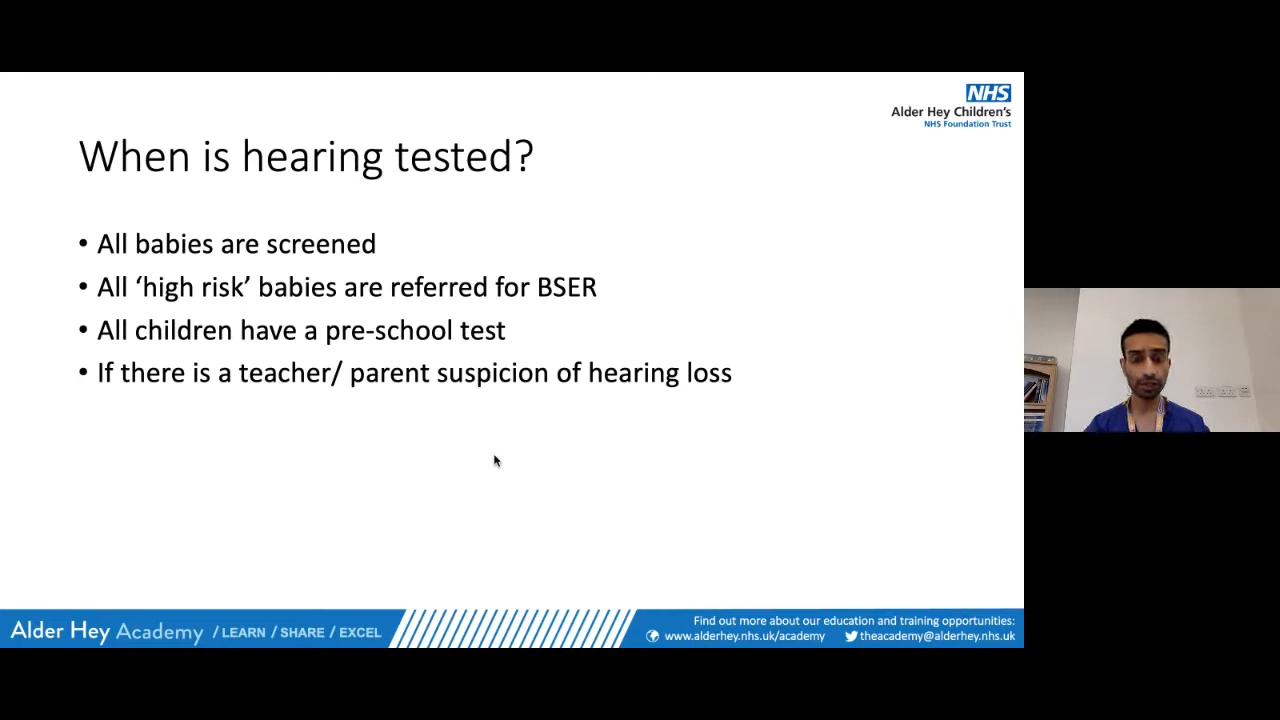 NHS
Alder Hey Children's
NHS Foundation Trust
When is hearing tested?
• All babies are screened
• All ‘high risk’ babies are referred for BSER
• All children have a pre-school test
• If there is a teacher/ parent suspicion of hearing loss
Alder Hey Academy / LEARN / SHARE / EXCEL
Find out more about our education and training opportunities:
www.alderhey.nhs.uk/academy theacademy@alderhey.nhs.uk